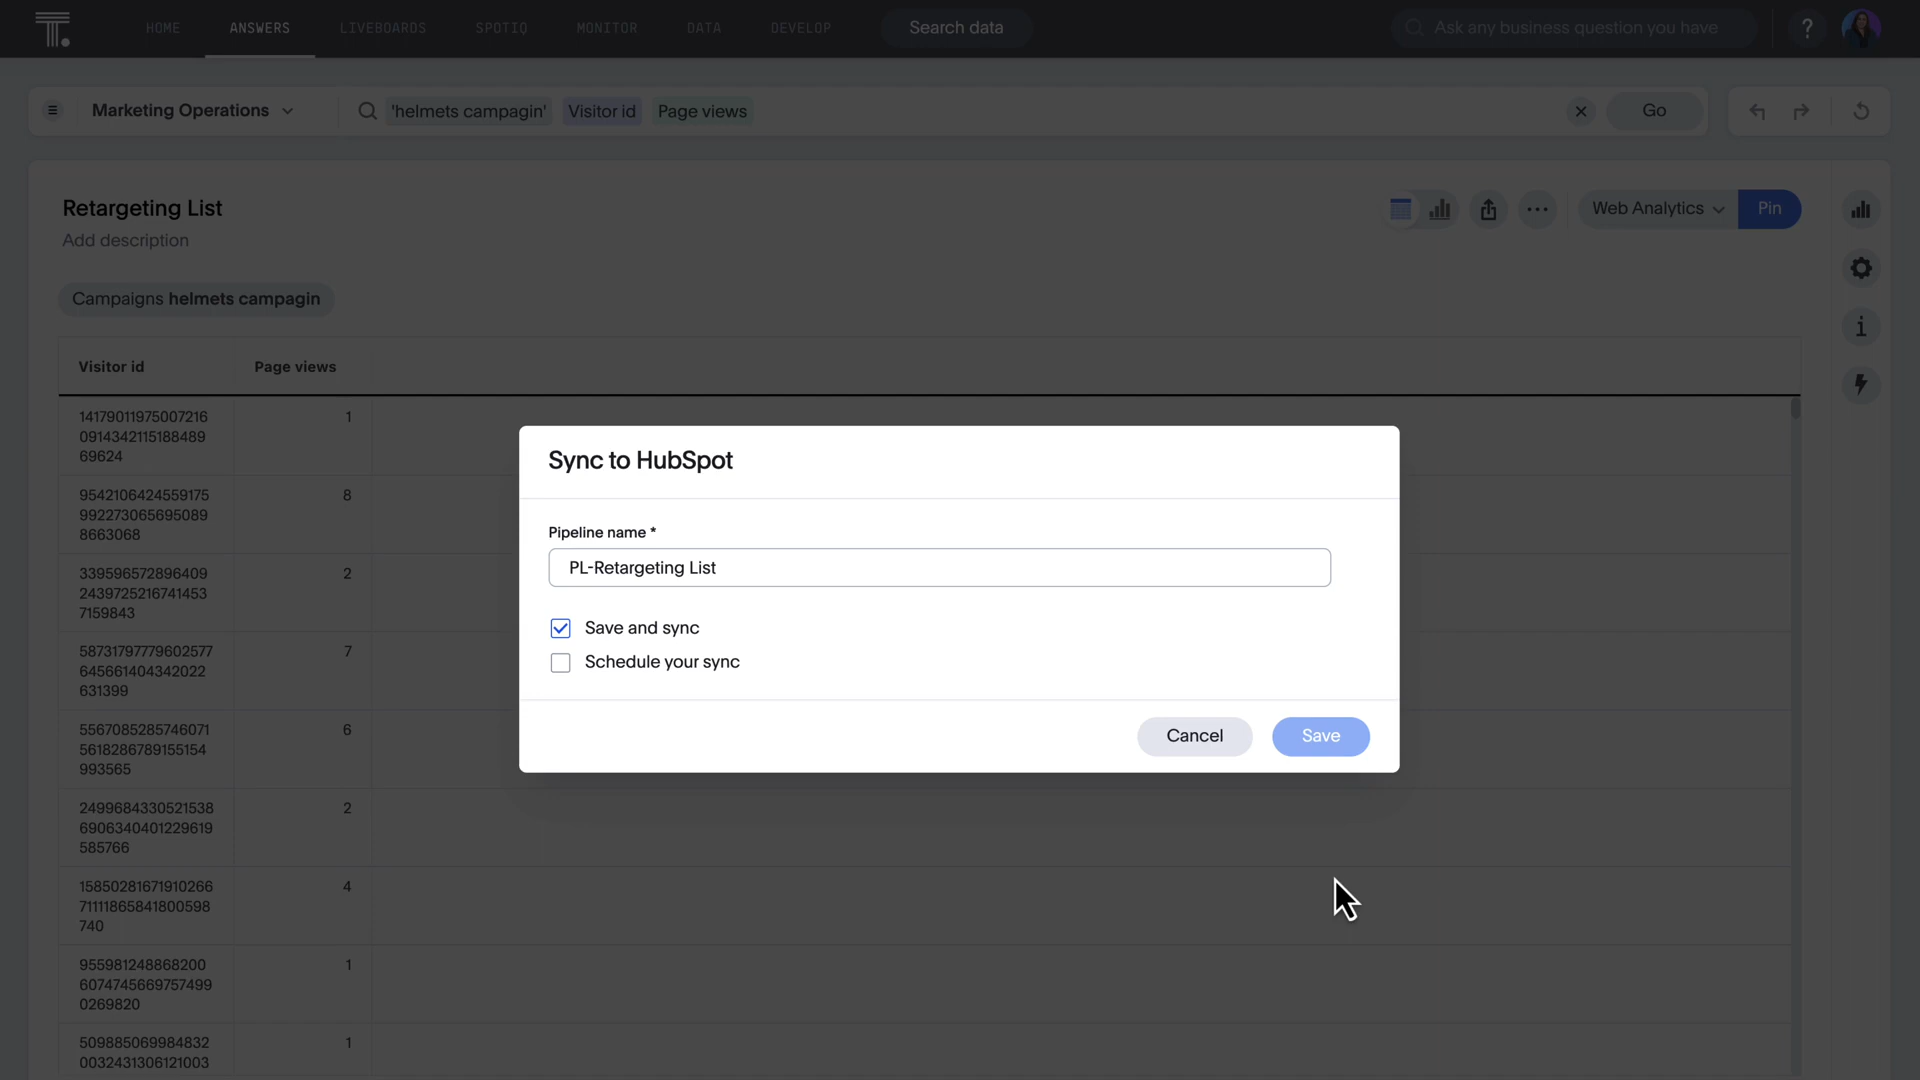 T.
HOME
ANSWERS
LIVEBOARDS
SPOTIQ
MONITOR
DATA
DEVELOP
Search data
Ask any business question you have
?
Marketing Operations
'helmets campagin' Visitor id Page views
Go
Retargeting List
Add description
Web Analytics
Pin
Campaigns helmets campagin
Visitor id
Page views
14179011975007216
0914342115188489
69624
1
9542106424559175
992273065695089
8663068
8
339596572896409
2439725216741453
7159843
2
58731797779602577
645661404342022
631399
7
5567085285746071
5618286789155154
993565
6
2499684330521538
6906340401229619
585766
2
15850281671910266
71111865841800598
740
4
955981248868200
6074745669757499
0269820
1
509885069984832
0032431306121003
1
Sync to HubSpot
Pipeline name *
PL-Retargeting List
Save and sync
Schedule your sync
Cancel
Save